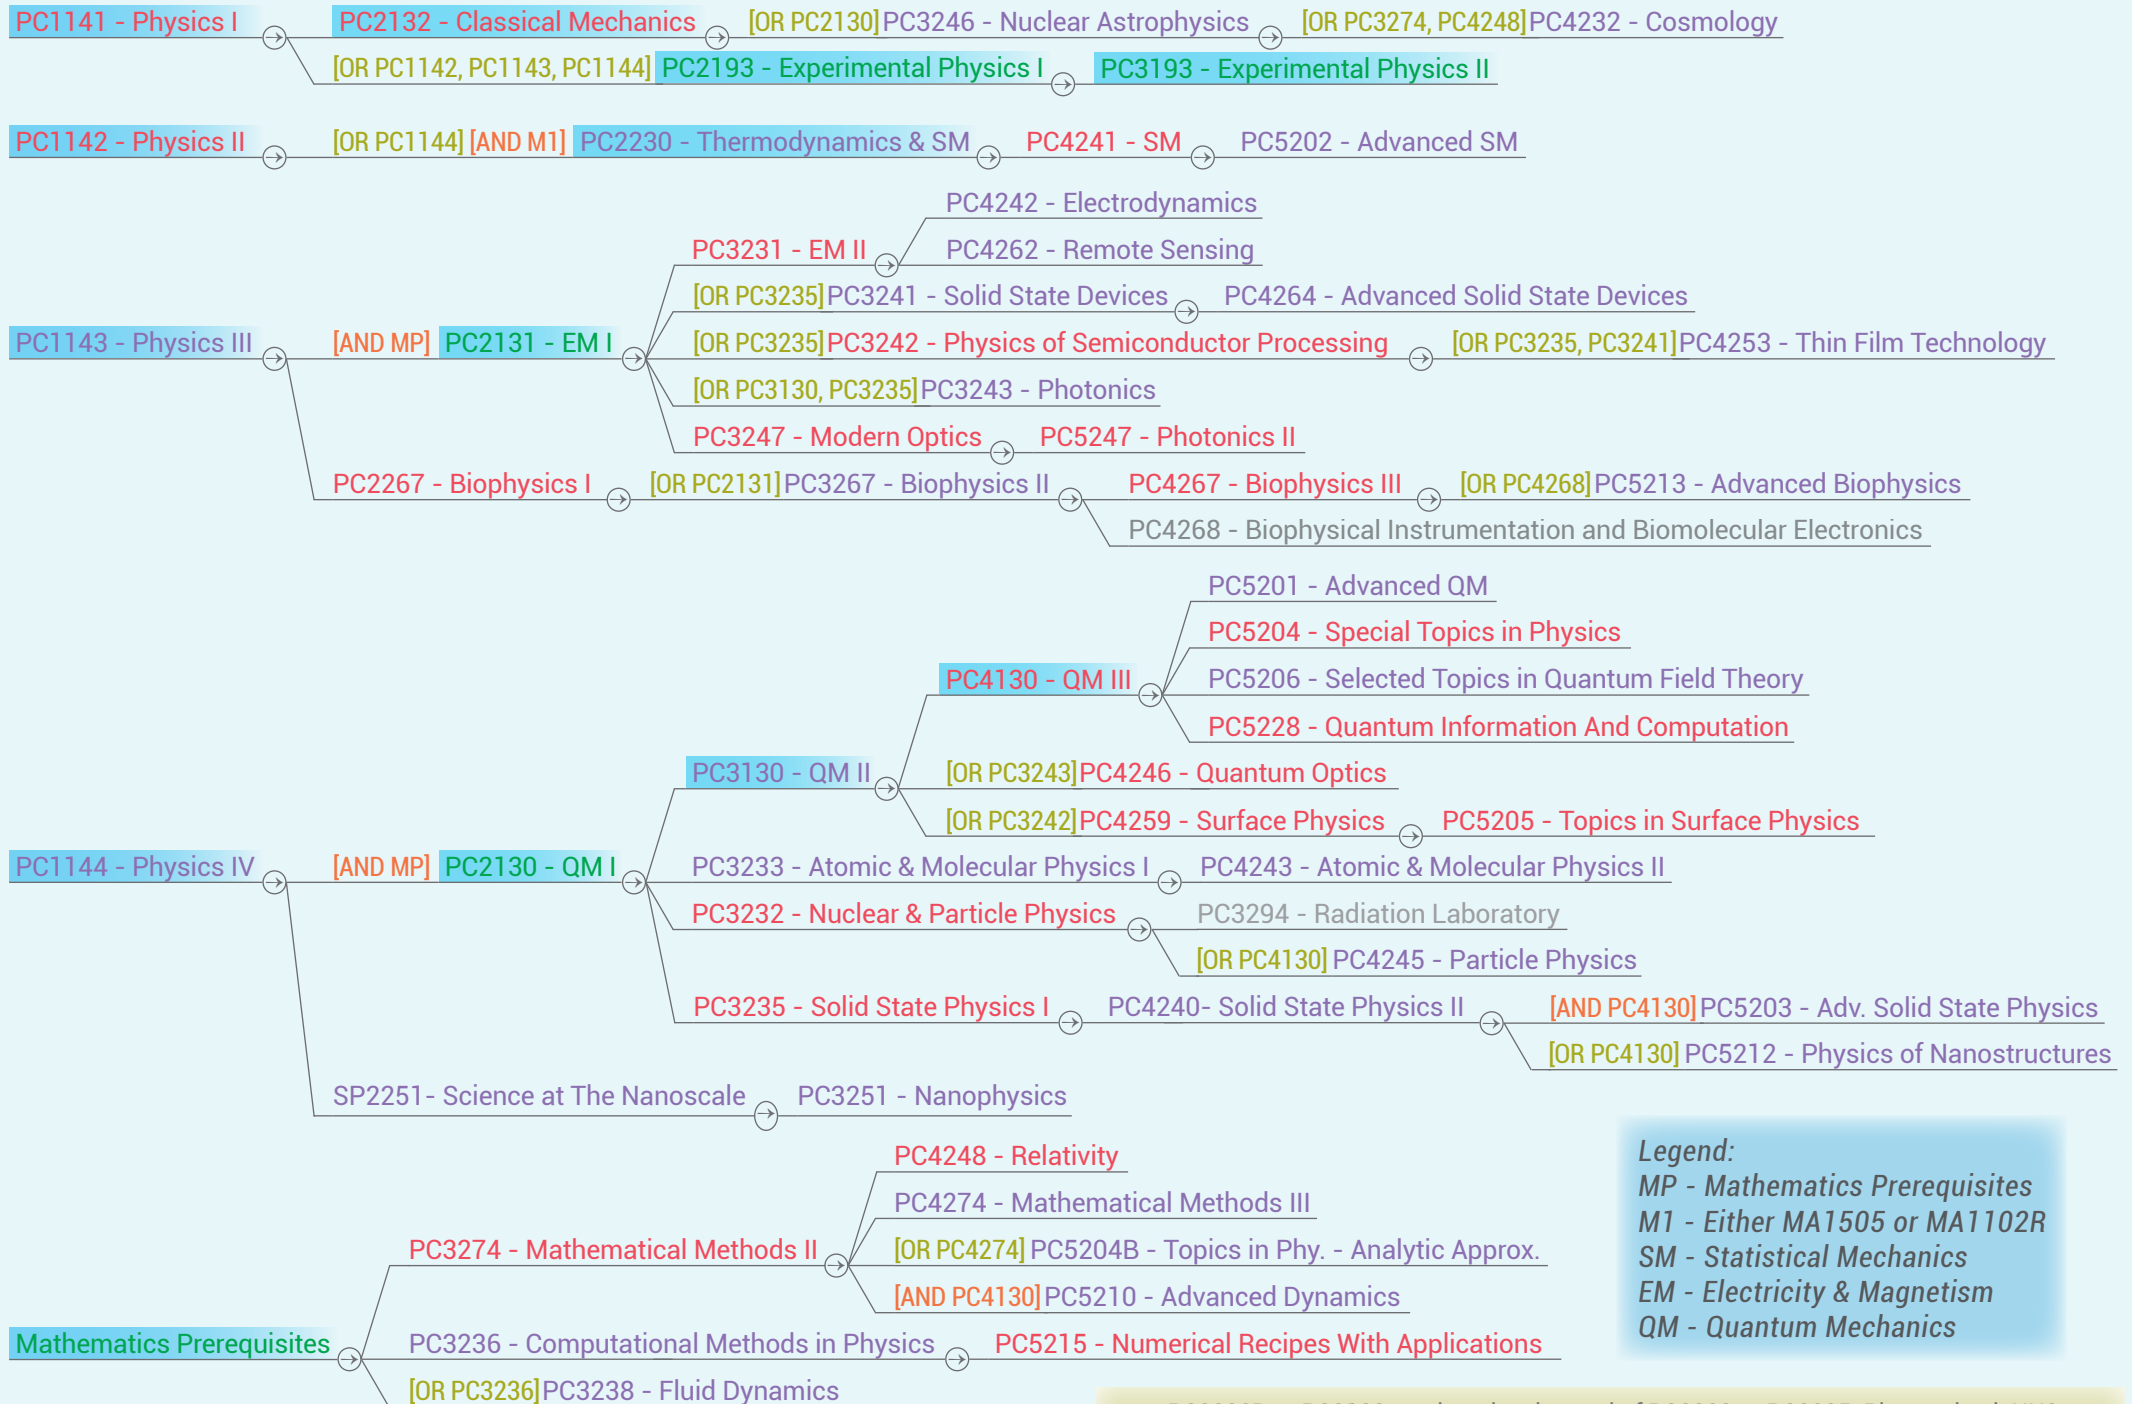 PC1141 - Physics I
PC2132 - Classical Mechanics
[OR PC2130]PC3246 - Nuclear Astrophysics
[OR PC3274, PC4248]PC4232 - Cosmology
[OR PC1142, PC1143, PC1144] PC2193 - Experimental Physics I
PC3193 - Experimental Physics II
PC1142 - Physics II
[OR PC1144] [AND M1] PC2230 - Thermodynamics & SM
PC4241 - SM
PC5202 - Advanced SM
PC4242 - Electrodynamics
PC3231 - EM II
PC4262 - Remote Sensing
[OR PC3235]PC3241 - Solid State Devices
PC4264 - Advanced Solid State Devices
PC1143 - Physics III
[AND MP] PC2131 - EM I
[OR PC3235]PC3242 - Physics of Semiconductor Processing
[OR PC3235, PC3241]PC4253 - Thin Film Technology
[OR PC3130, PC3235]PC3243 - Photonics
PC3247 - Modern Optics
PC5247 - Photonics II
PC2267 - Biophysics I
[OR PC2131]PC3267 - Biophysics II
PC4267 - Biophysics III
[OR PC4268]PC5213 - Advanced Biophysics
PC4268 - Biophysical Instrumentation and Biomolecular Electronics
PC5201 - Advanced QM
PC5204 - Special Topics in Physics
PC4130 - QM III
PC5206 - Selected Topics in Quantum Field Theory
PC5228 - Quantum Information And Computation
PC3130 - QM II
[OR PC3243]PC4246 - Quantum Optics
[OR PC3242]PC4259 - Surface Physics
PC5205 - Topics in Surface Physics
PC1144 - Physics IV
[AND MP] PC2130 - QM I
PC3233 - Atomic & Molecular Physics I
PC4243 - Atomic & Molecular Physics II
PC3232 - Nuclear & Particle Physics
PC3294 - Radiation Laboratory
[OR PC4130] PC4245 - Particle Physics
PC3235 - Solid State Physics I
PC4240- Solid State Physics II
[AND PC4130]PC5203 - Adv. Solid State Physics
[OR PC4130] PC5212 - Physics of Nanostructures
SP2251- Science at The Nanoscale
PC3251 - Nanophysics
PC4248 - Relativity
PC4274 - Mathematical Methods III
PC3274 - Mathematical Methods II
[OR PC4274] PC5204B - Topics in Phy. - Analytic Approx.
[AND PC4130]PC5210 - Advanced Dynamics
Mathematics Prerequisites
PC3236 - Computational Methods in Physics
PC5215 - Numerical Recipes With Applications
[OR PC3236]PC3238 - Fluid Dynamics
Legend:
MP - Mathematics Prerequisites
M1 - Either MA1505 or MA1102R
SM - Statistical Mechanics
EM - Electricity & Magnetism
QM - Quantum Mechanics